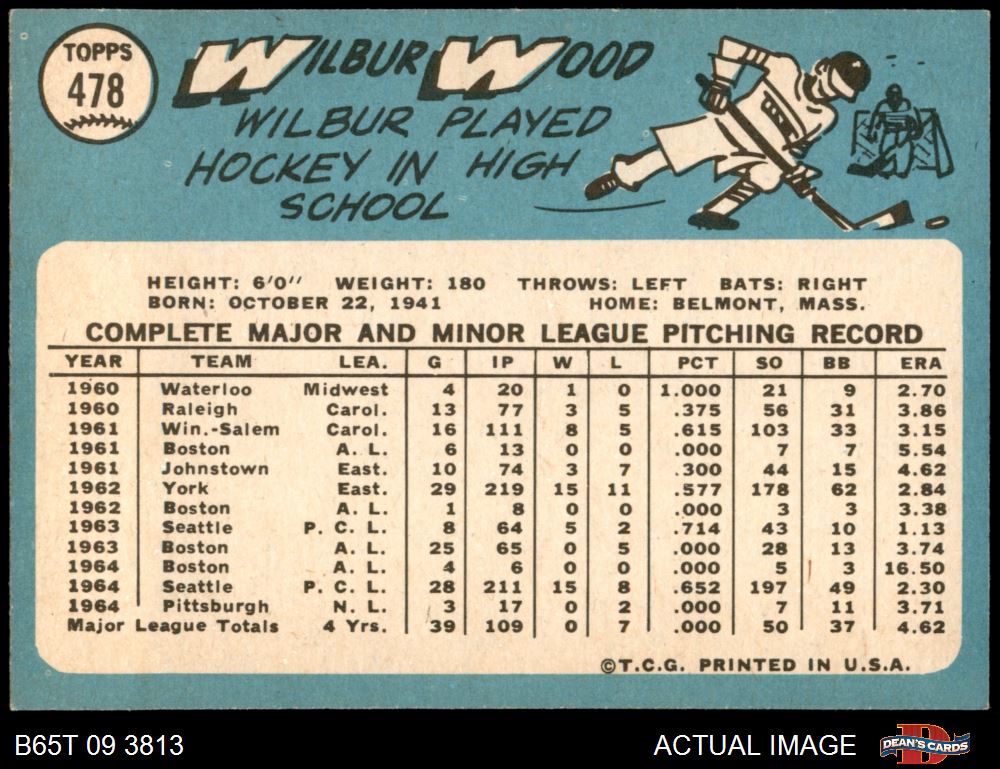 TOPPS
478
WILBUR WOOD
WILBUR PLAYED
HOCKEY IN HIGH
SCHOOL
HEIGHT: 6'0" WEIGHT: 180 THROWS: LEFT BATS: RIGHT
BORN: OCTOBER 22, 1941 HOME: BELMONT, MASS.
COMPLETE MAJOR AND MINOR LEAGUE PITCHING RECORD
YEAR TEAM LEA. G IP W L PCT SO BB ERA
1960 Waterloo Midwest 4 20 1 0 1.000 21 9 2.70
1960 Raleigh Carol. 13 77 3 5 .375 56 31 3.86
1961 Win.-Salem Carol. 16 111 8 5 .615 103 33 3.15
1961 Boston A. L. 6 13 0 0 .000 7 7 5.54
1961 Johnstown East. 10 74 3 7 .300 44 15 4.62
1962 York East. 29 219 15 11 .577 178 62 2.84
1962 Boston A. L. 1 8 0 0 .000 3 3 3.38
1963 Seattle P. C. L. 8 64 5 2 .714 43 10 1.13
1963 Boston A. L. 25 65 0 5 .000 28 13 3.74
1964 Boston A. L. 4 6 0 0 .000 5 3 16.50
1964 Seattle P. C. L. 28 211 15 8 .652 197 49 2.30
1964 Pittsburgh N. L. 3 17 0 2 .000 7 11 3.71
Major League Totals 4 Yrs. 39 109 0 7 .000 50 37 4.62
©T.C.G. PRINTED IN U.S.A.
B65T 09 3813 ACTUAL IMAGE DEAN'S CARDS